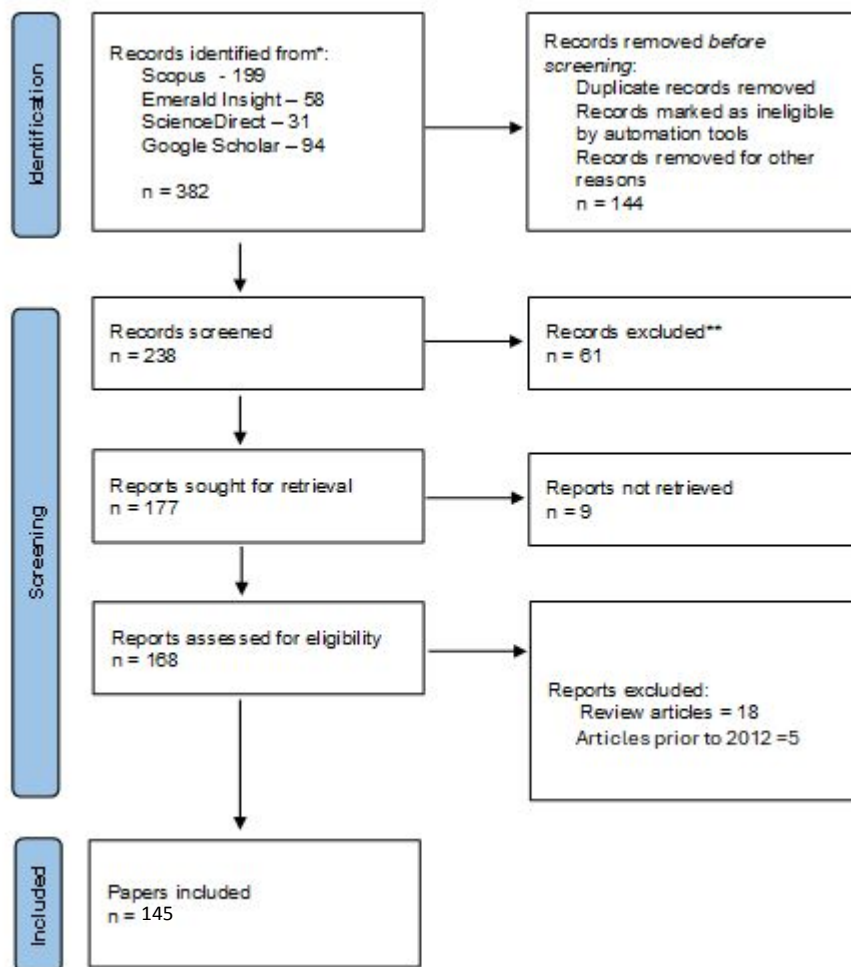 Identification
Records identified from*:
Scopus - 199
Emerald Insight – 58
ScienceDirect – 31
Google Scholar – 94
n = 382
Records removed before
screening:
Duplicate records removed
Records marked as ineligible
by automation tools
Records removed for other
reasons
n = 144
Screening
Records screened
n = 238
Records excluded**
n = 61
Reports sought for retrieval
n = 177
Reports not retrieved
n = 9
Reports assessed for eligibility
n = 168
Reports excluded:
Review articles = 18
Articles prior to 2012 =5
Included
Papers included
n = 145